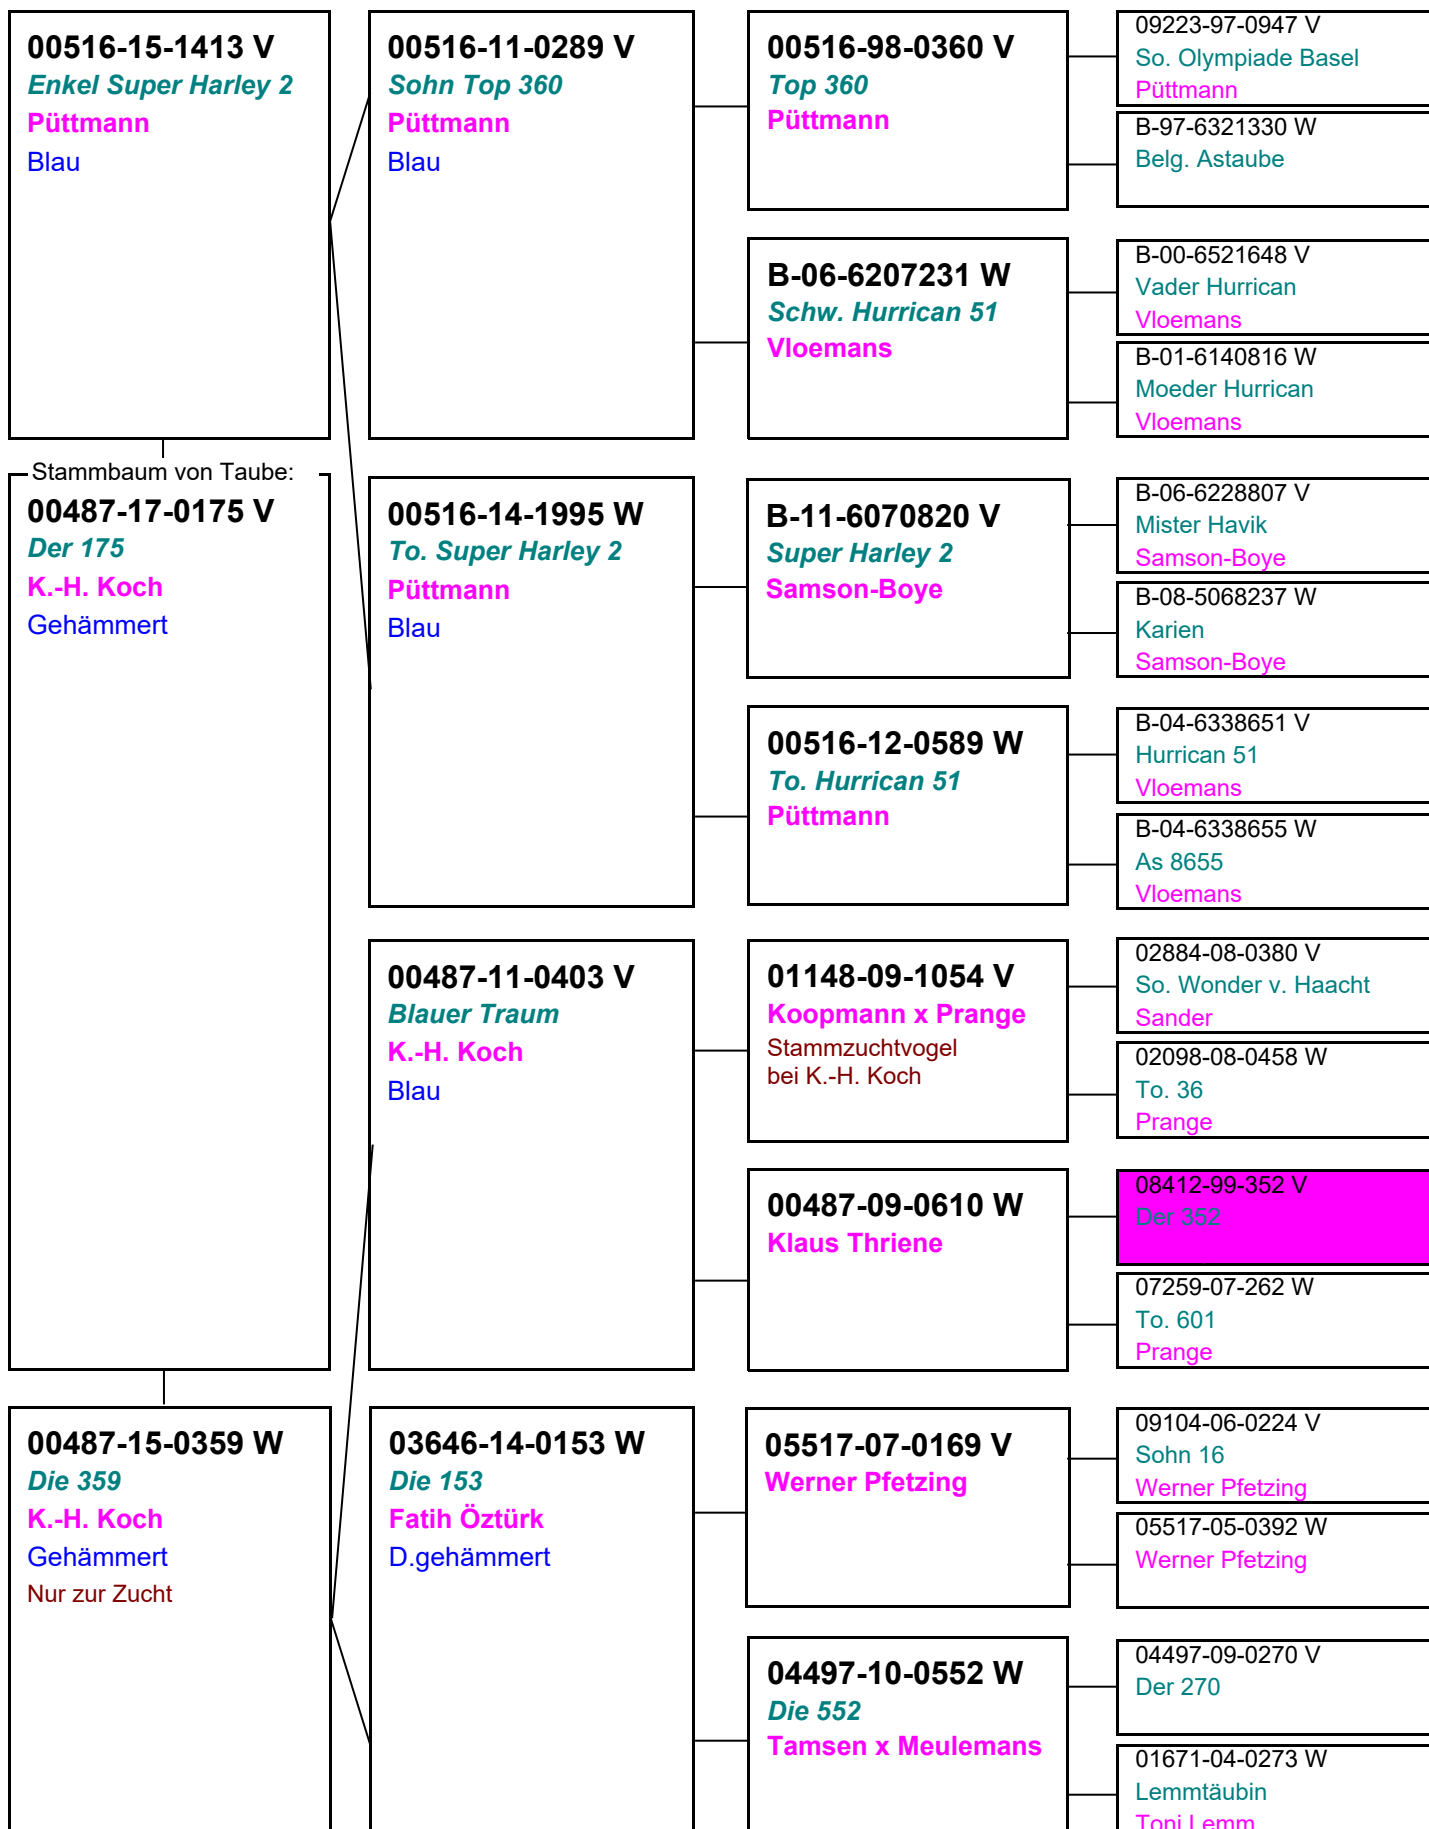 00516-15-1413 V
Enkel Super Harley 2
Püttmann
Blau
Stammbaum von Taube:
00487-17-0175 V
Der 175
K.-H. Koch
Gehämmert
00487-15-0359 W
Die 359
K.-H. Koch
Gehämmert
Nur zur Zucht
00516-11-0289 V
Sohn Top 360
Püttmann
Blau
00516-14-1995 W
To. Super Harley 2
Püttmann
Blau
00487-11-0403 V
Blauer Traum
K.-H. Koch
Blau
03646-14-0153 W
Die 153
Fatih Öztürk
D.gehämmert
00516-98-0360 V
Top 360
Püttmann
B-06-6207231 W
Schw. Hurrican 51
Vloemans
B-11-6070820 V
Super Harley 2
Samson-Boye
00516-12-0589 W
To. Hurrican 51
Püttmann
01148-09-1054 V
Koopmann x Prange
Stammzuchtvogel
bei K.-H. Koch
00487-09-0610 W
Klaus Thriene
05517-07-0169 V
Werner Pfetzing
04497-10-0552 W
Die 552
Tamsen x Meulemans
09223-97-0947 V
So. Olympiade Basel
Püttmann
B-97-6321330 W
Belg. Astaube
B-00-6521648 V
Vader Hurrican
Vloemans
B-01-6140816 W
Moeder Hurrican
Vloemans
B-06-6228807 V
Mister Havik
Samson-Boye
B-08-5068237 W
Karien
Samson-Boye
B-04-6338651 V
Hurrican 51
Vloemans
B-04-6338655 W
As 8655
Vloemans
02884-08-0380 V
So. Wonder v. Haacht
Sander
02098-08-0458 W
To. 36
Prange
08412-99-352 V
Der 352
07259-07-262 W
To. 601
Prange
09104-06-0224 V
Sohn 16
Werner Pfetzing
05517-05-0392 W
Werner Pfetzing
04497-09-0270 V
Der 270
01671-04-0273 W
Lemmtäubin
Toni Lemm